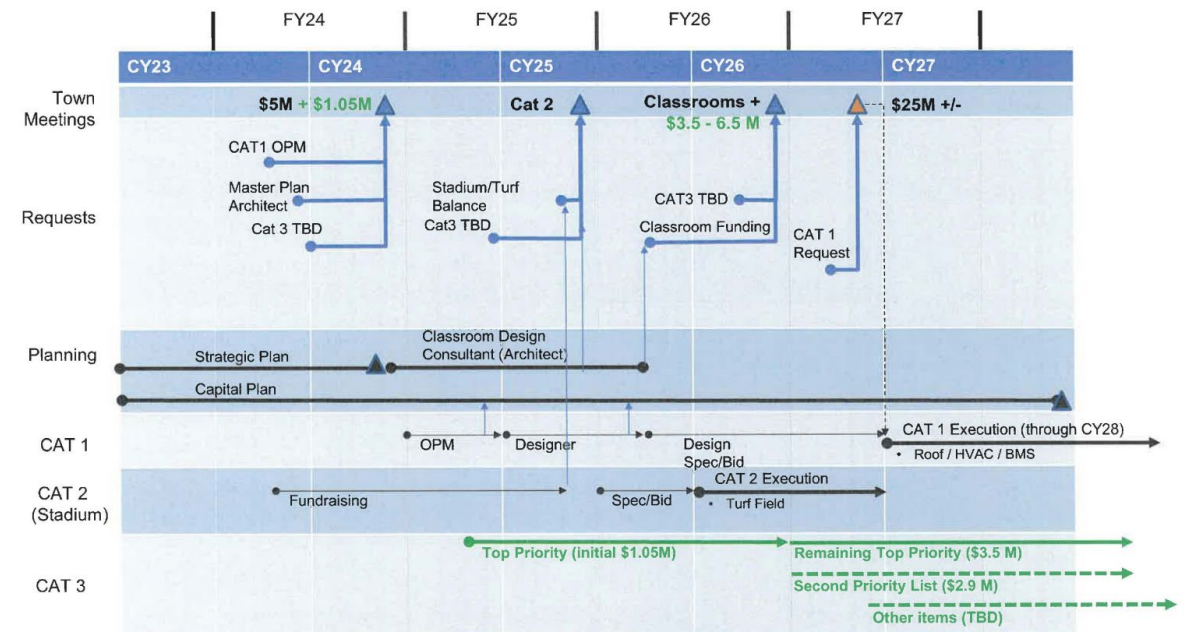 FY24
FY25
FY26
FY27
CY23
CY24
CY25
CY26
CY27
Town
Meetings
$5M + $1.05M
Cat 2
Classrooms +
$3.5 - 6.5 M
$25M +/-
Requests
CAT1 OPM
Master Plan
Architect
Cat 3 TBD
Stadium/Turf
Balance
Cat3 TBD
CAT3 TBD
Classroom Funding
CAT 1
Request
Planning
Strategic Plan
Classroom Design
Consultant (Architect)
Capital Plan
CAT 1
OPM
Designer
Design
Spec/Bid
CAT 1 Execution (through CY28)
• Roof / HVAC / BMS
CAT 2
(Stadium)
Fundraising
Spec/Bid
CAT 2 Execution
• Turf Field
CAT 3
Top Priority (initial $1.05M)
Remaining Top Priority ($3.5 M)
Second Priority List ($2.9 M)
Other items (TBD)